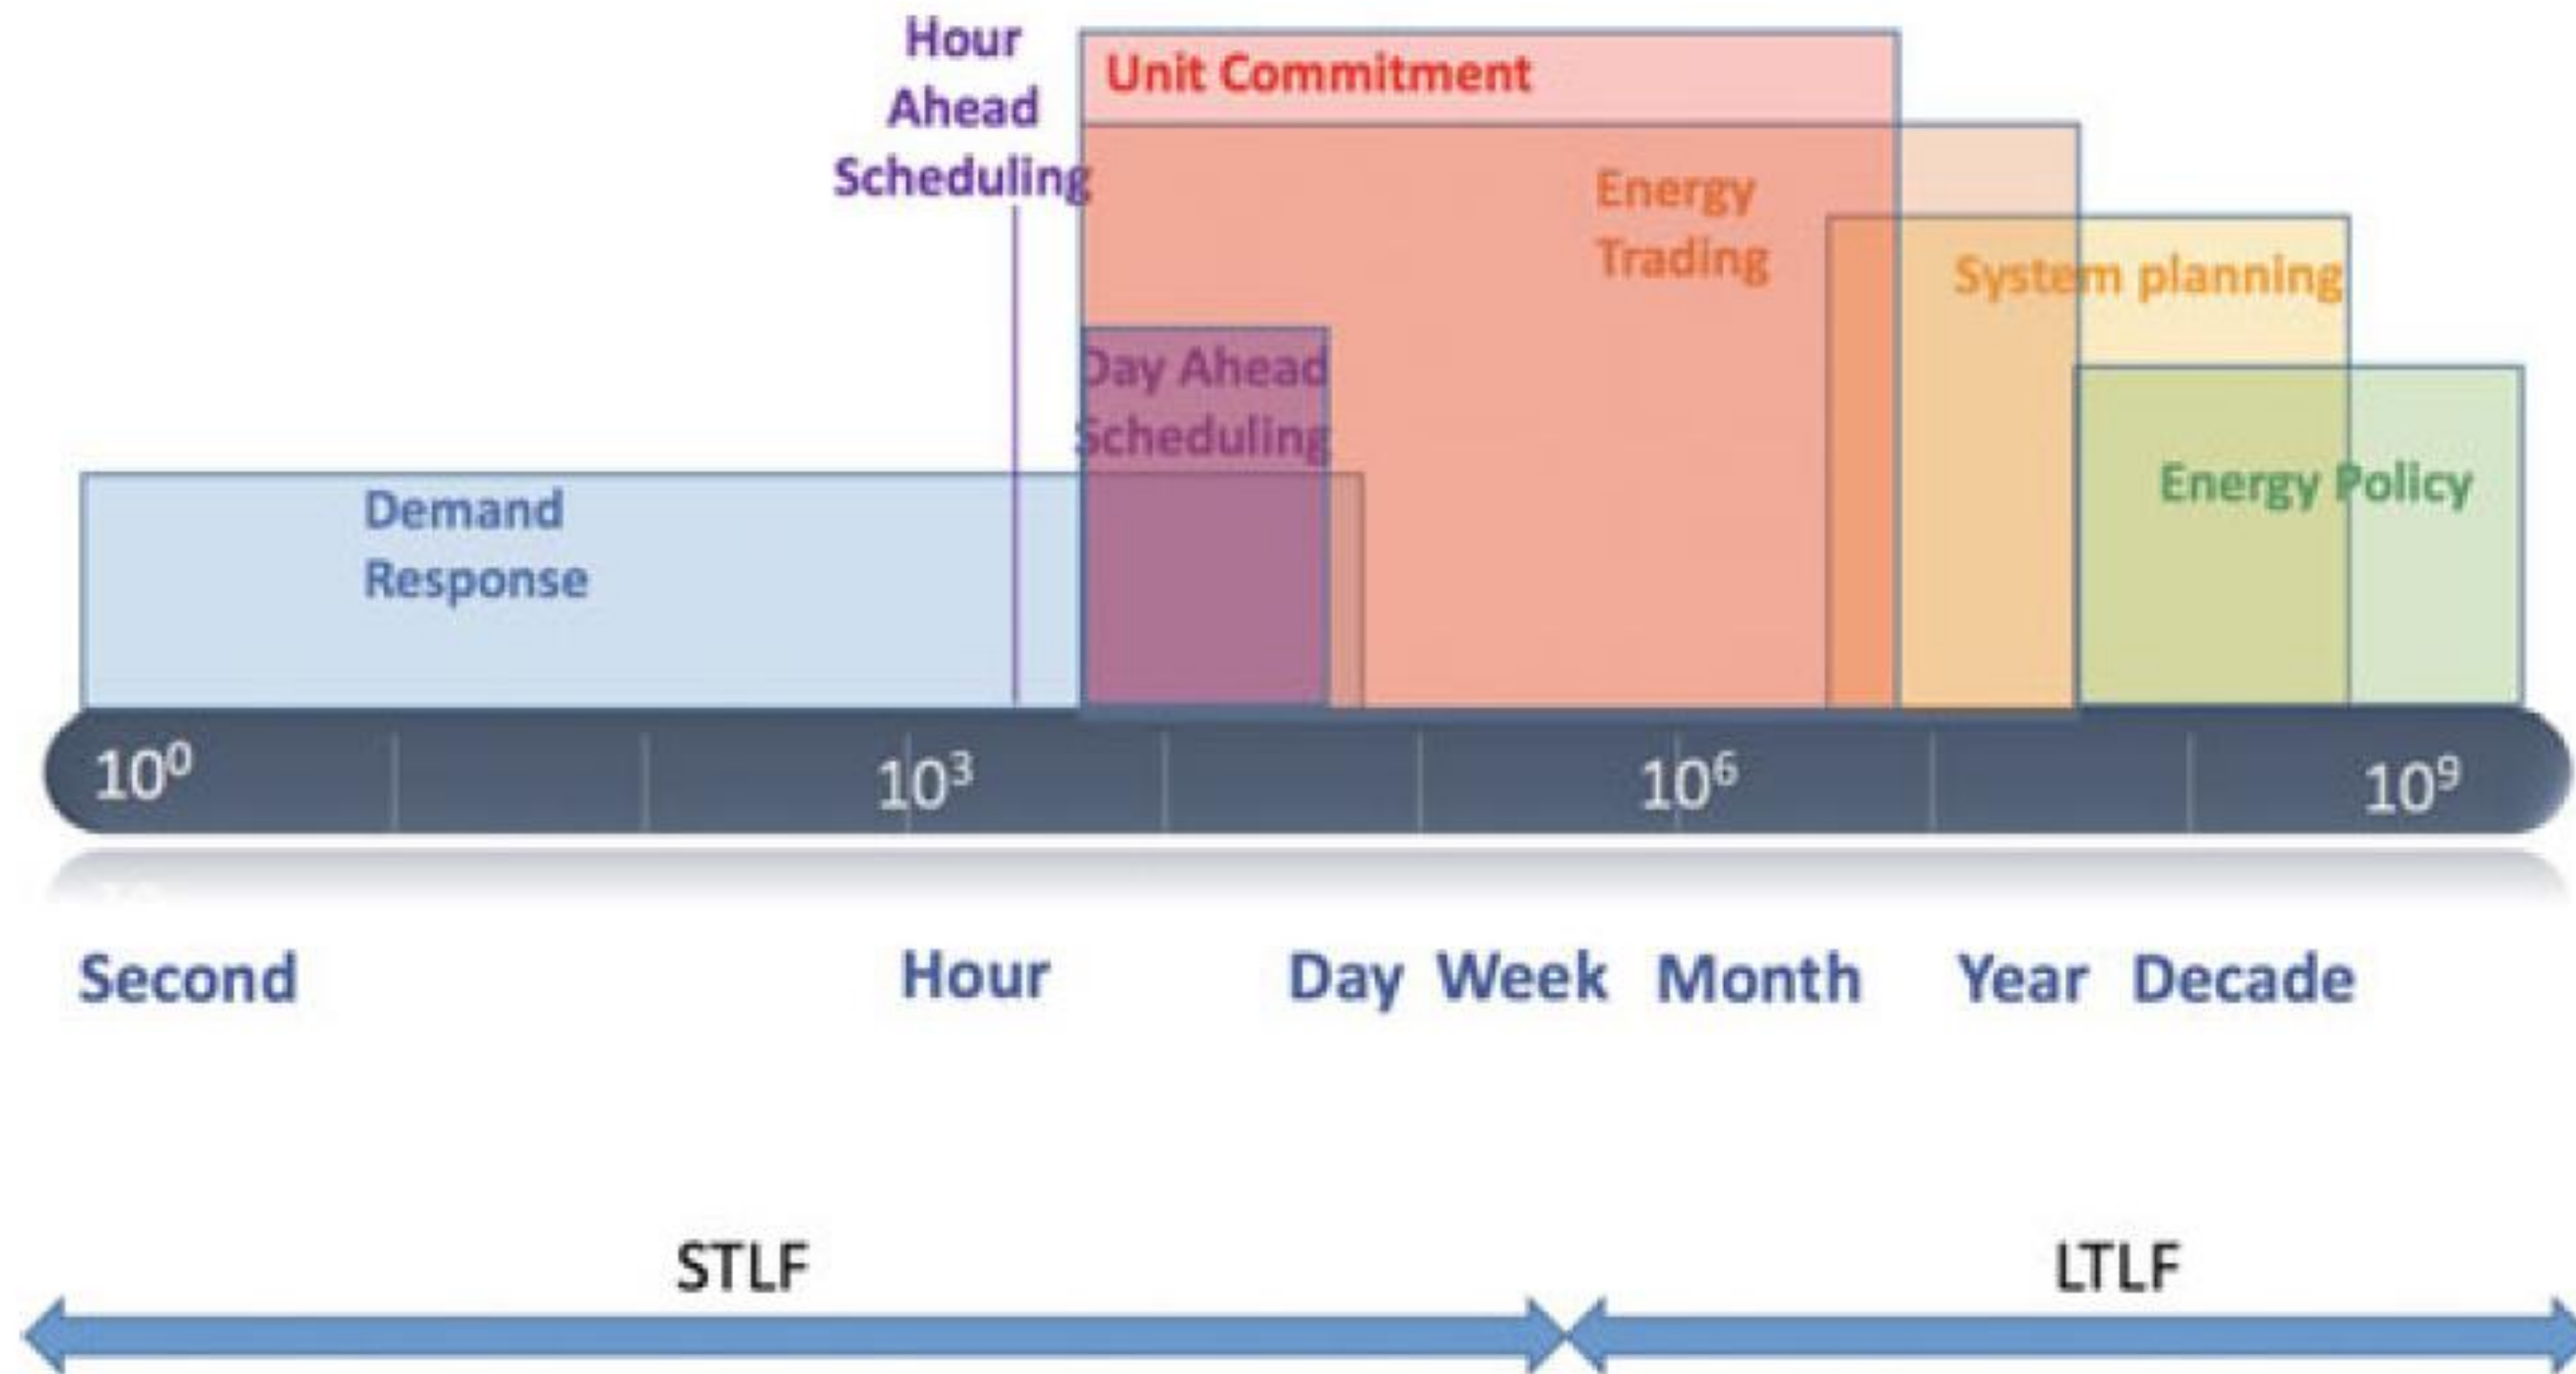 Hour
Ahead
Scheduling
Unit Commitment
Energy
Trading
System planning
Day Ahead
Scheduling
Energy Policy
Demand
Response
10⁰ 10³ 10⁶ 10⁹
Second Hour Day Week Month Year Decade
STLF LTLF